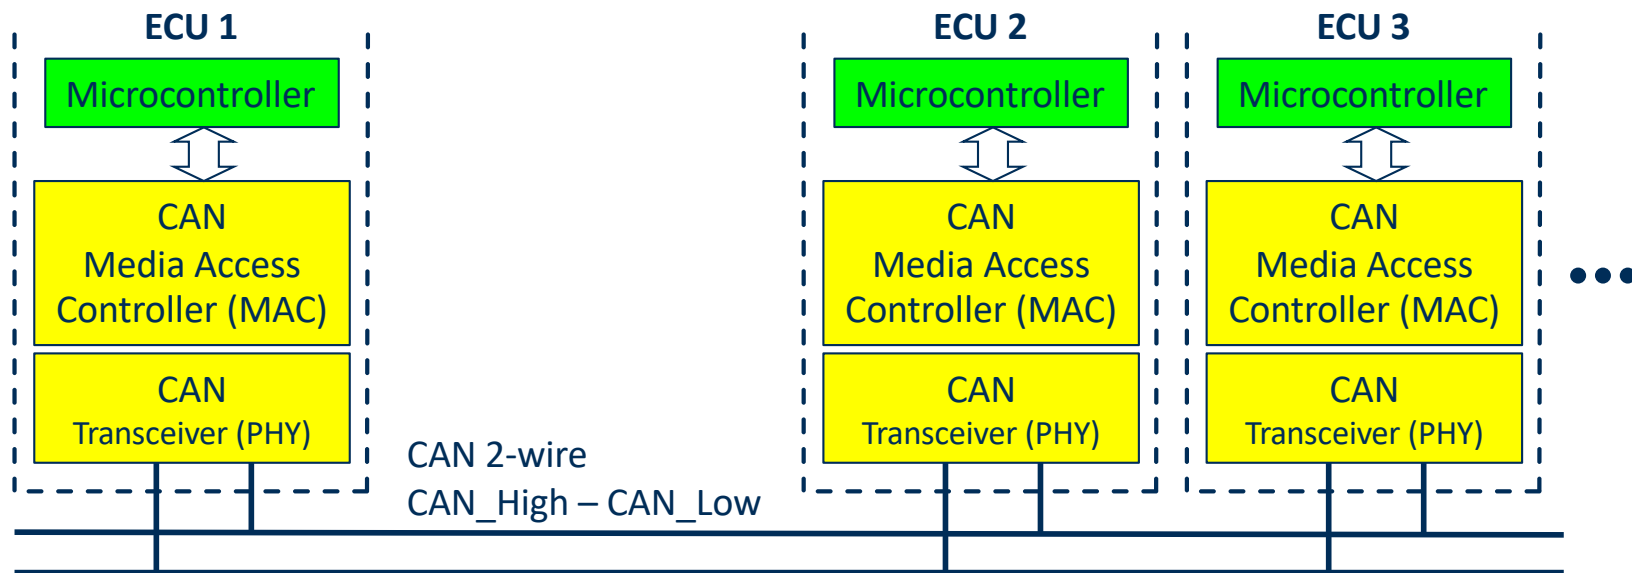 ECU 1
Microcontroller
CAN
Media Access
Controller (MAC)
CAN
Transceiver (PHY)
CAN 2-wire
CAN_High – CAN_Low
ECU 2
Microcontroller
CAN
Media Access
Controller (MAC)
CAN
Transceiver (PHY)
ECU 3
Microcontroller
CAN
Media Access
Controller (MAC)
CAN
Transceiver (PHY)